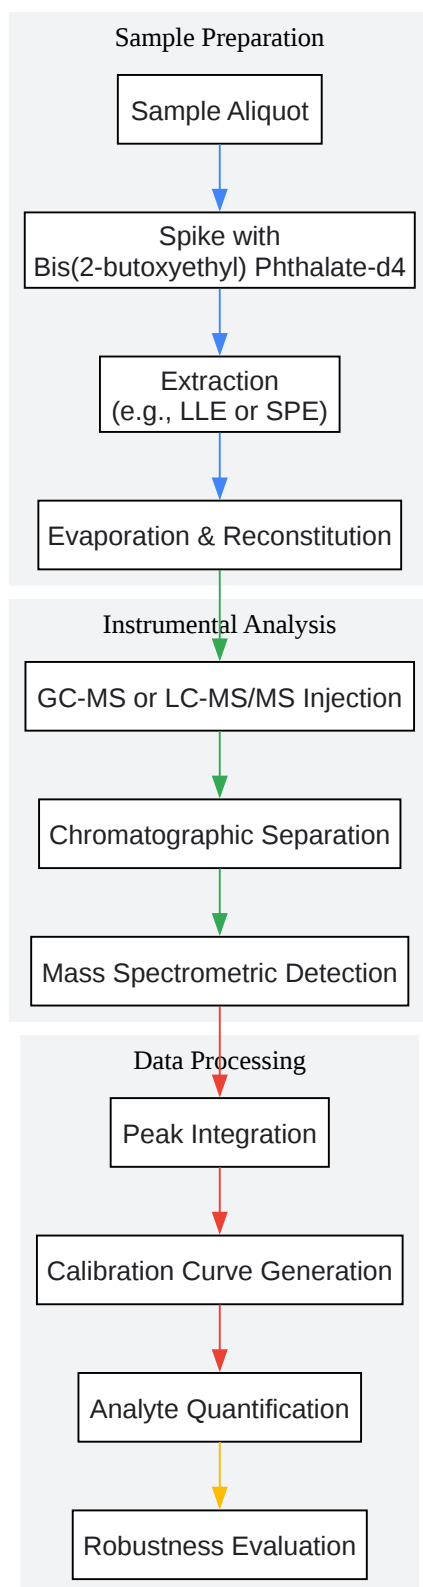 Sample Preparation
Sample Aliquot
Spike with
Bis(2-butoxyethyl) Phthalate-d4
Extraction
(e.g., LLE or SPE)
Evaporation & Reconstitution
Instrumental Analysis
GC-MS or LC-MS/MS Injection
Chromatographic Separation
Mass Spectrometric Detection
Data Processing
Peak Integration
Calibration Curve Generation
Analyte Quantification
Robustness Evaluation